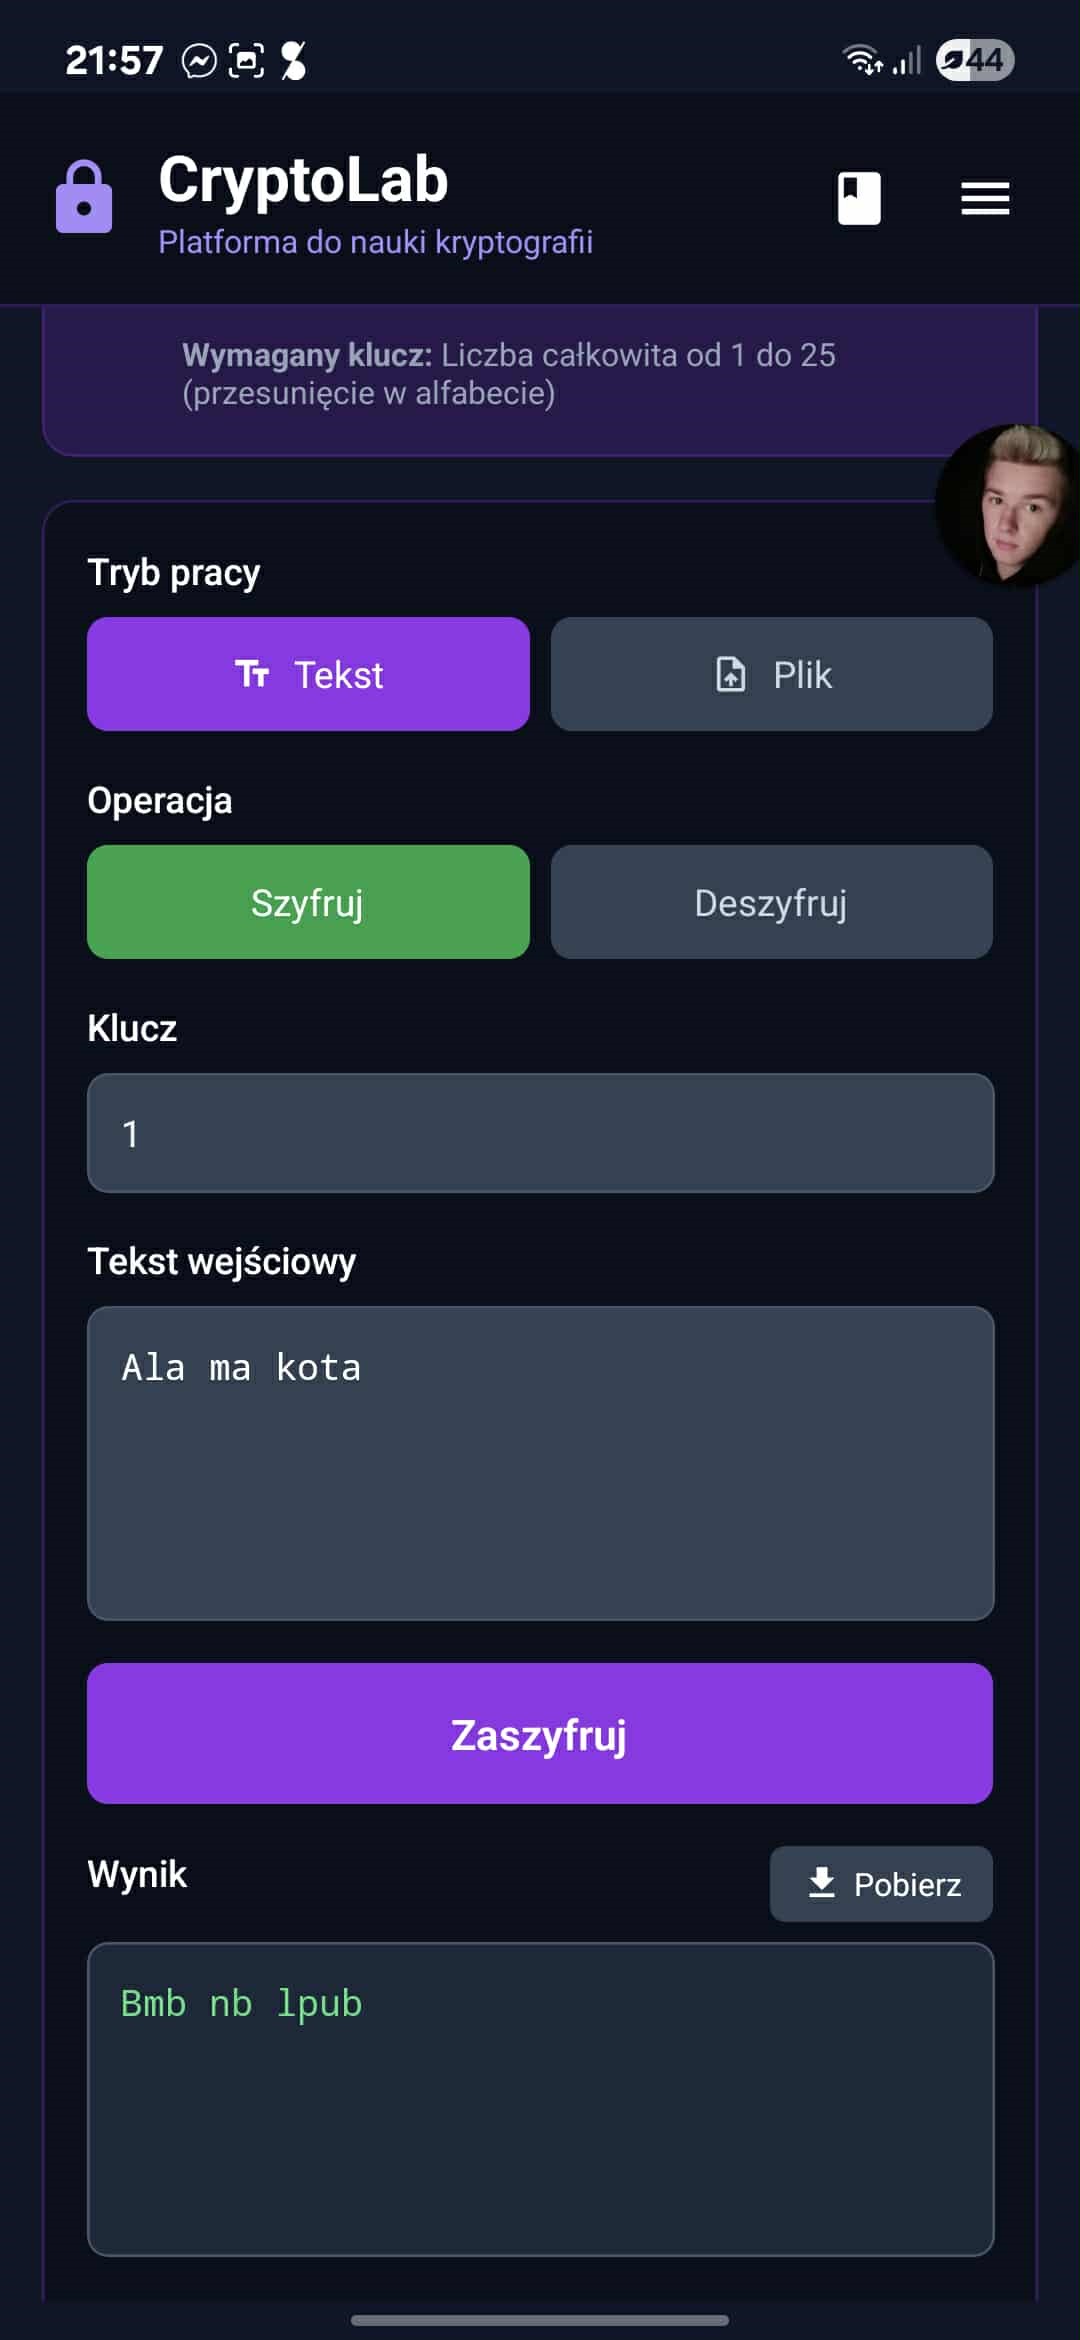 21:57
44
CryptoLab
Platforma do nauki kryptografii
Wymagany klucz: Liczba całkowita od 1 do 25
(przesunięcie w alfabecie)
Tryb pracy
Tekst
Plik
Operacja
Szyfruj
Deszyfruj
Klucz
1
Tekst wejściowy
Ala ma kota
Zaszyfruj
Wynik
Pobierz
Bmb nb lpub